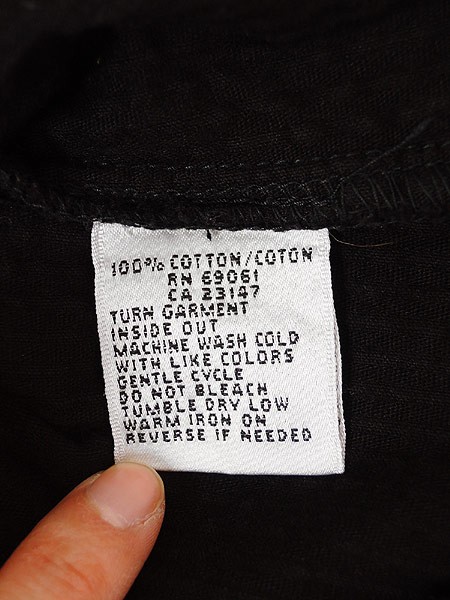 100% COTTON/COTON
RN 69061
CA 23147
TURN GARMENT
INSIDE OUT
MACHINE WASH COLD
WITH LIKE COLORS
GENTLE CYCLE
DO NOT BLEACH
TUMBLE DRY LOW
WARM IRON ON
REVERSE IF NEEDED